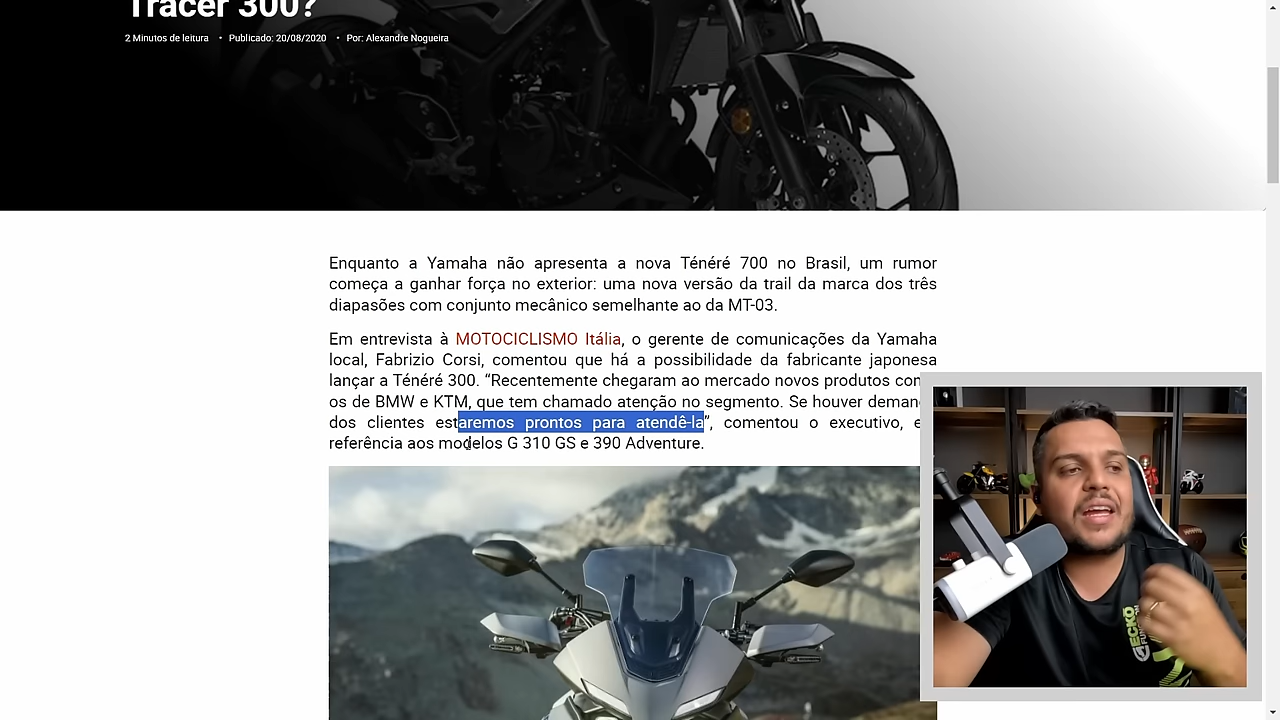 Tracer 300?
2 Minutos de leitura • Publicado: 20/08/2020 • Por: Alexandre Nogueira
Enquanto a Yamaha não apresenta a nova Ténéré 700 no Brasil, um rumor
começa a ganhar força no exterior: uma nova versão da trail da marca dos três
diapasões com conjunto mecânico semelhante ao da MT-03.
Em entrevista à MOTOCICLISMO Itália, o gerente de comunicações da Yamaha
local, Fabrizio Corsi, comentou que há a possibilidade da fabricante japonesa
lançar a Ténéré 300. “Recentemente chegaram ao mercado novos produtos com
os de BMW e KTM, que tem chamado atenção no segmento. Se houver deman
dos clientes estaremos prontos para atendê-la”, comentou o executivo, e
referência aos modelos G 310 GS e 390 Adventure.
GECKO